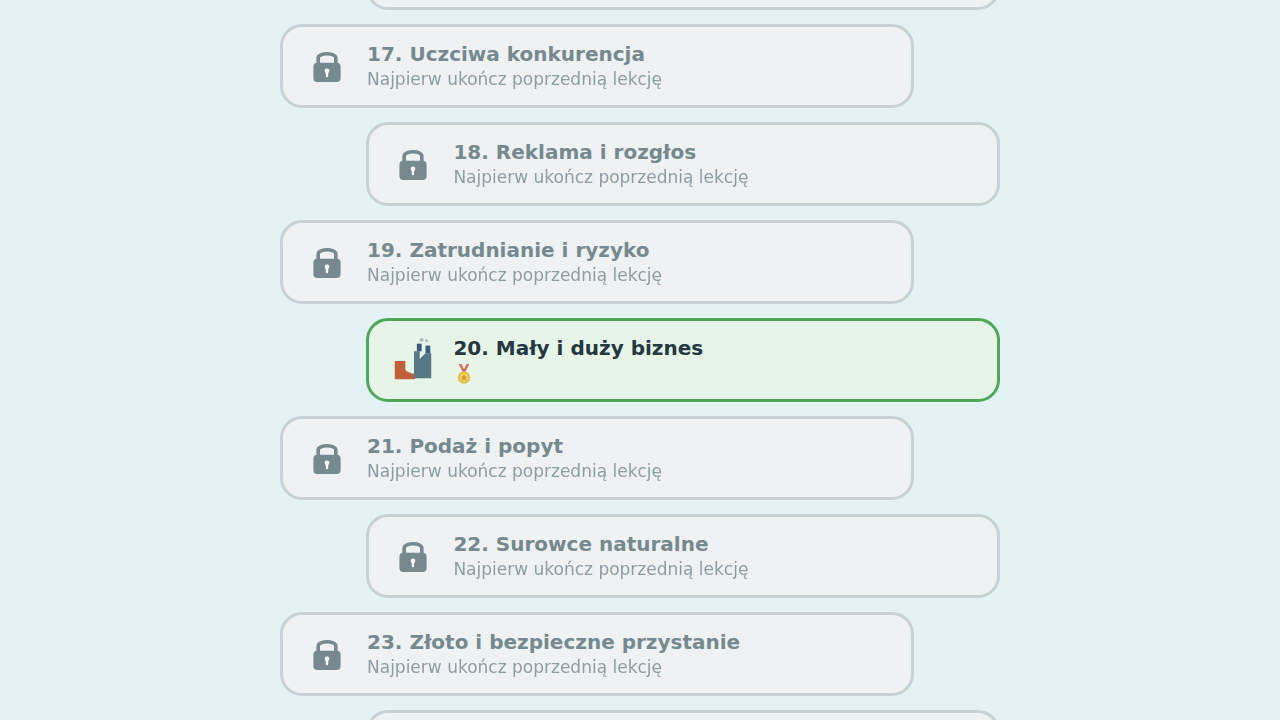 17. Uczciwa konkurencja
Najpierw ukończ poprzednią lekcję
18. Reklama i rozgłos
Najpierw ukończ poprzednią lekcję
19. Zatrudnianie i ryzyko
Najpierw ukończ poprzednią lekcję
20. Mały i duży biznes
21. Podaż i popyt
Najpierw ukończ poprzednią lekcję
22. Surowce naturalne
Najpierw ukończ poprzednią lekcję
23. Złoto i bezpieczne przystanie
Najpierw ukończ poprzednią lekcję